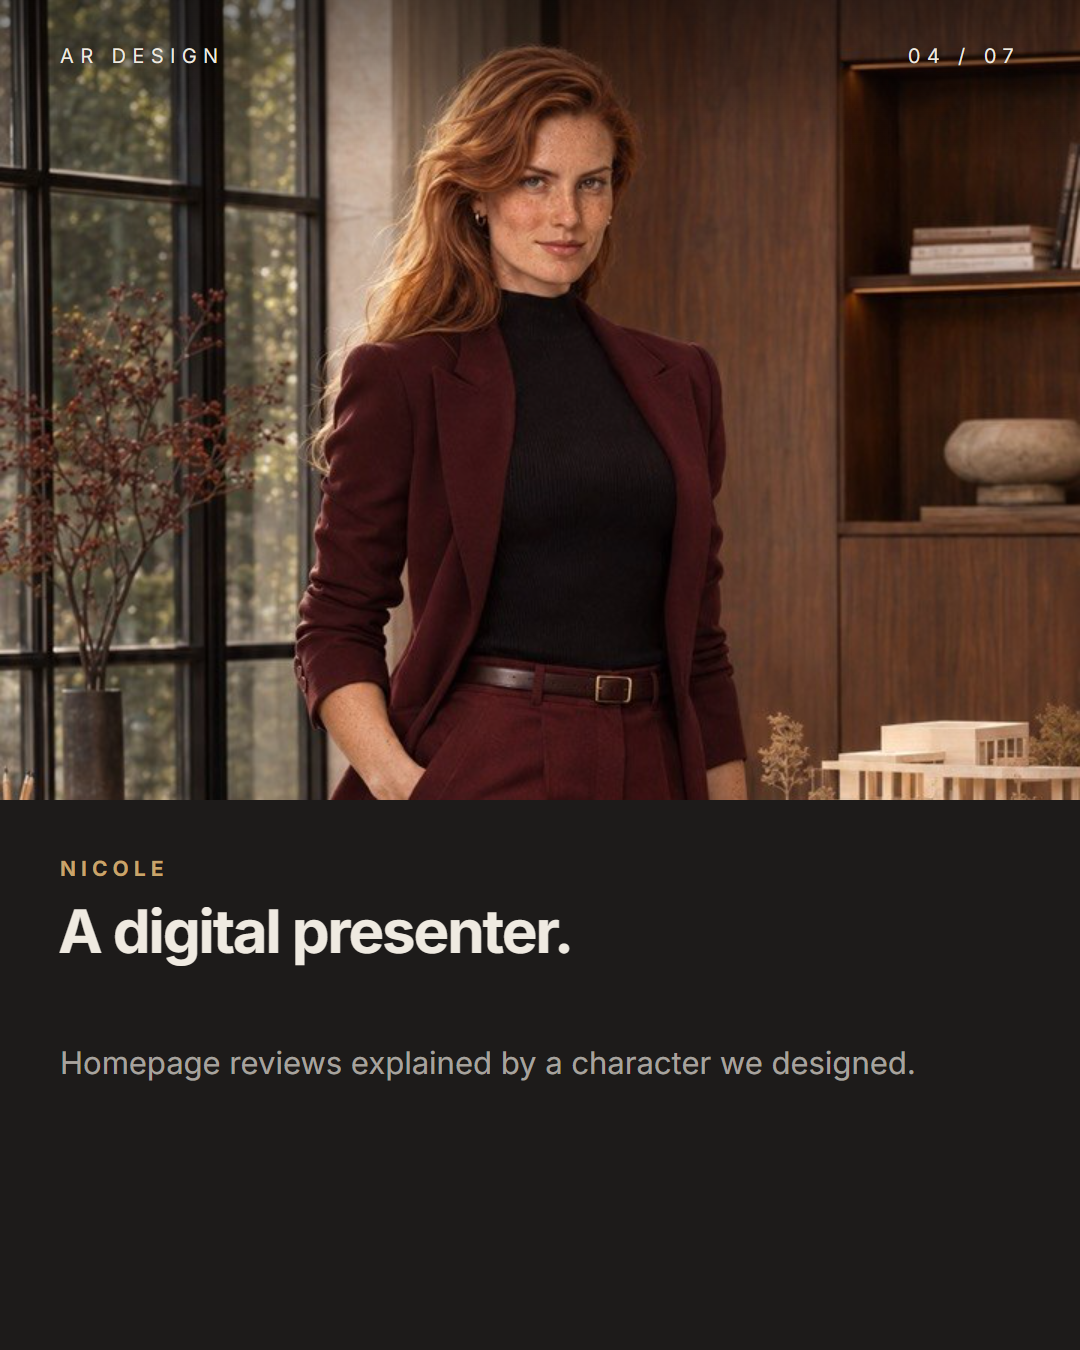 AR DESIGN
04 / 07
NICOLE
A digital presenter.
Homepage reviews explained by a character we designed.